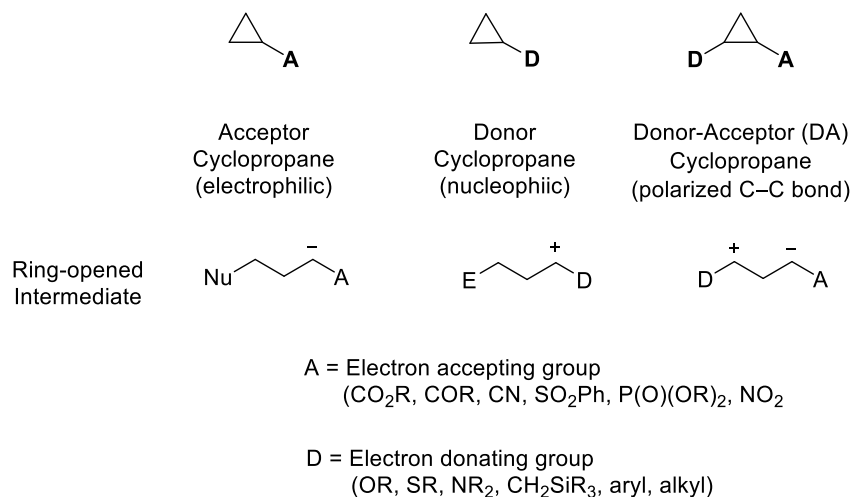 A
D
D A
Acceptor
Cyclopropane
(electrophilic)
Donor
Cyclopropane
(nucleophiic)
Donor-Acceptor (DA)
Cyclopropane
(polarized C–C bond)
Ring-opened
Intermediate
Nu − A
E + D
D + − A
A = Electron accepting group
(CO₂R, COR, CN, SO₂Ph, P(O)(OR)₂, NO₂
D = Electron donating group
(OR, SR, NR₂, CH₂SiR₃, aryl, alkyl)